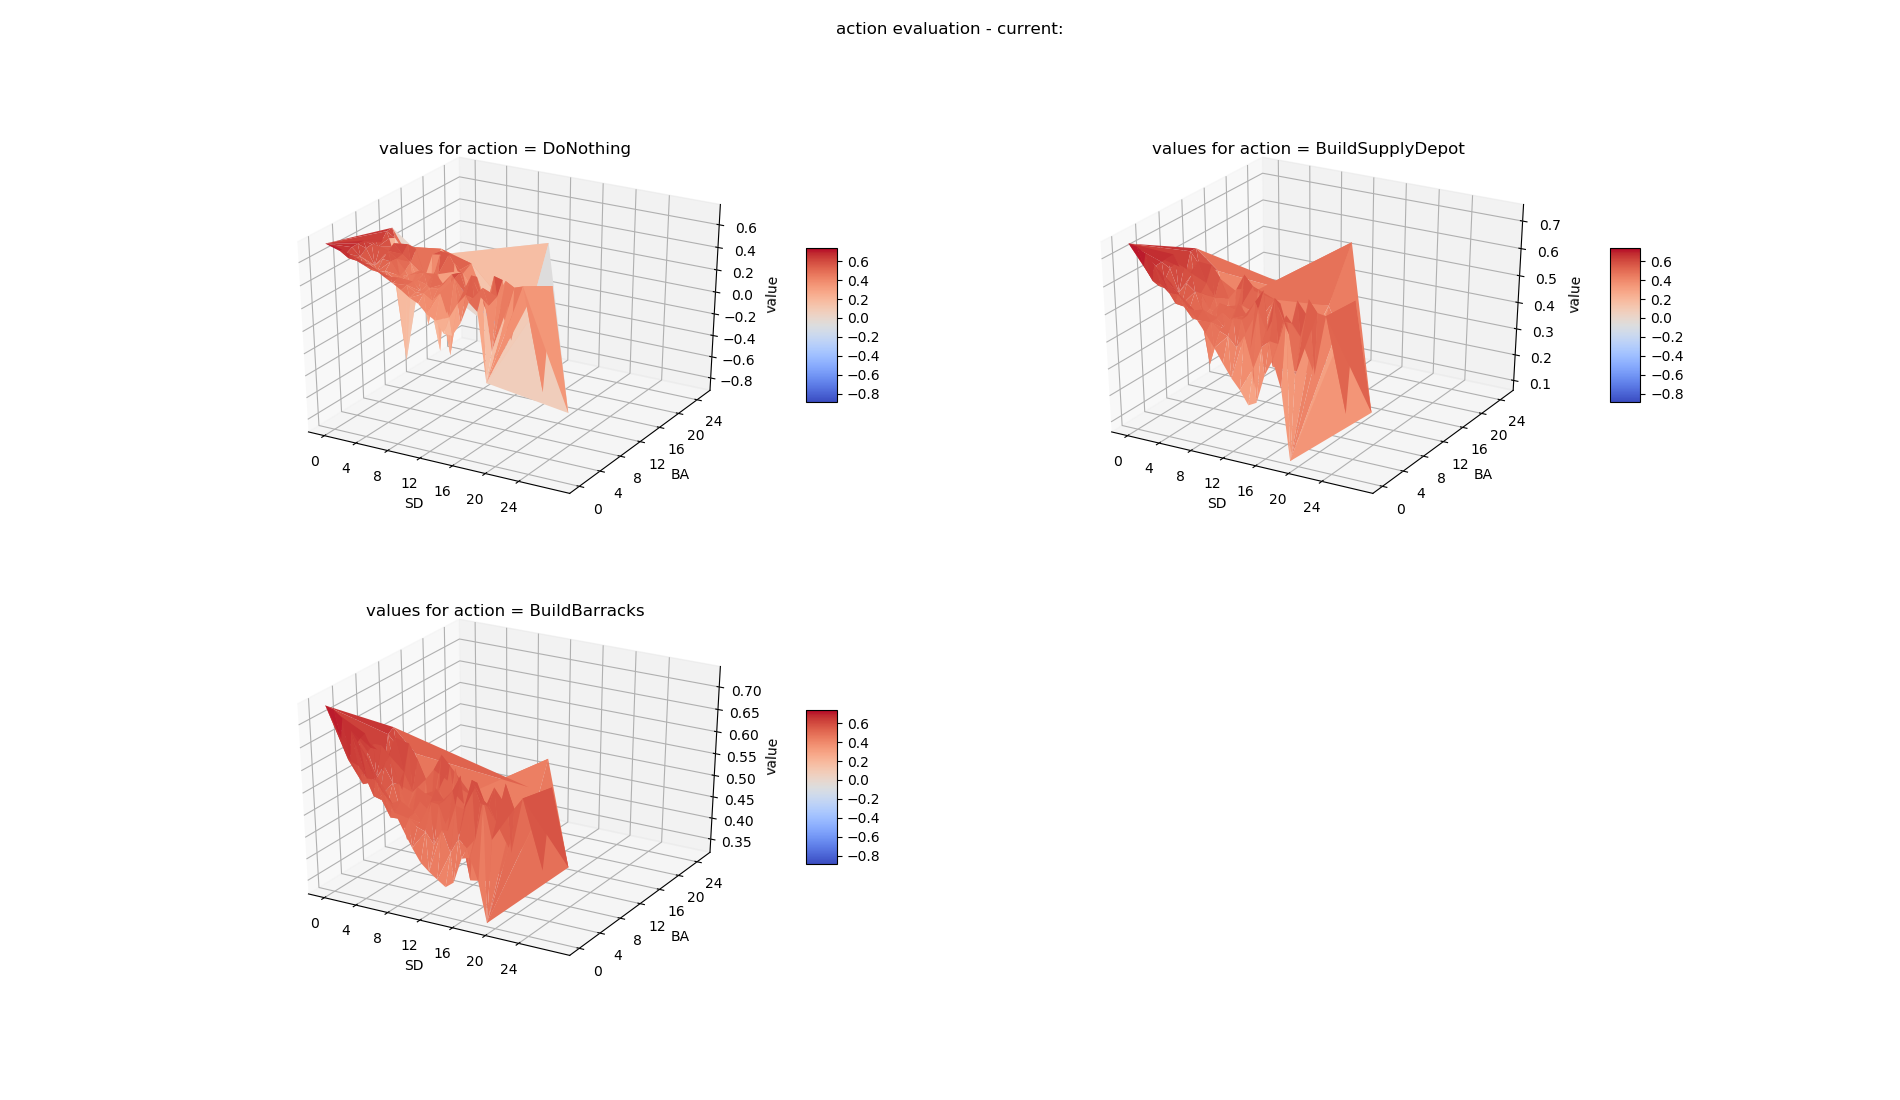 action evaluation - current:
values for action = DoNothing
0.6
0.4
0.2
0.0
−0.2
−0.4
−0.6
−0.8
value
0 4 8 12 16 20 24
SD
0 4 8 12 16 20 24
BA
0.6
0.4
0.2
0.0
−0.2
−0.4
−0.6
−0.8
values for action = BuildSupplyDepot
0.7
0.6
0.5
0.4
0.3
0.2
0.1
value
0 4 8 12 16 20 24
SD
0 4 8 12 16 20 24
BA
0.6
0.4
0.2
0.0
−0.2
−0.4
−0.6
−0.8
values for action = BuildBarracks
0.70
0.65
0.60
0.55
0.50
0.45
0.40
0.35
value
0 4 8 12 16 20 24
SD
0 4 8 12 16 20 24
BA
0.6
0.4
0.2
0.0
−0.2
−0.4
−0.6
−0.8